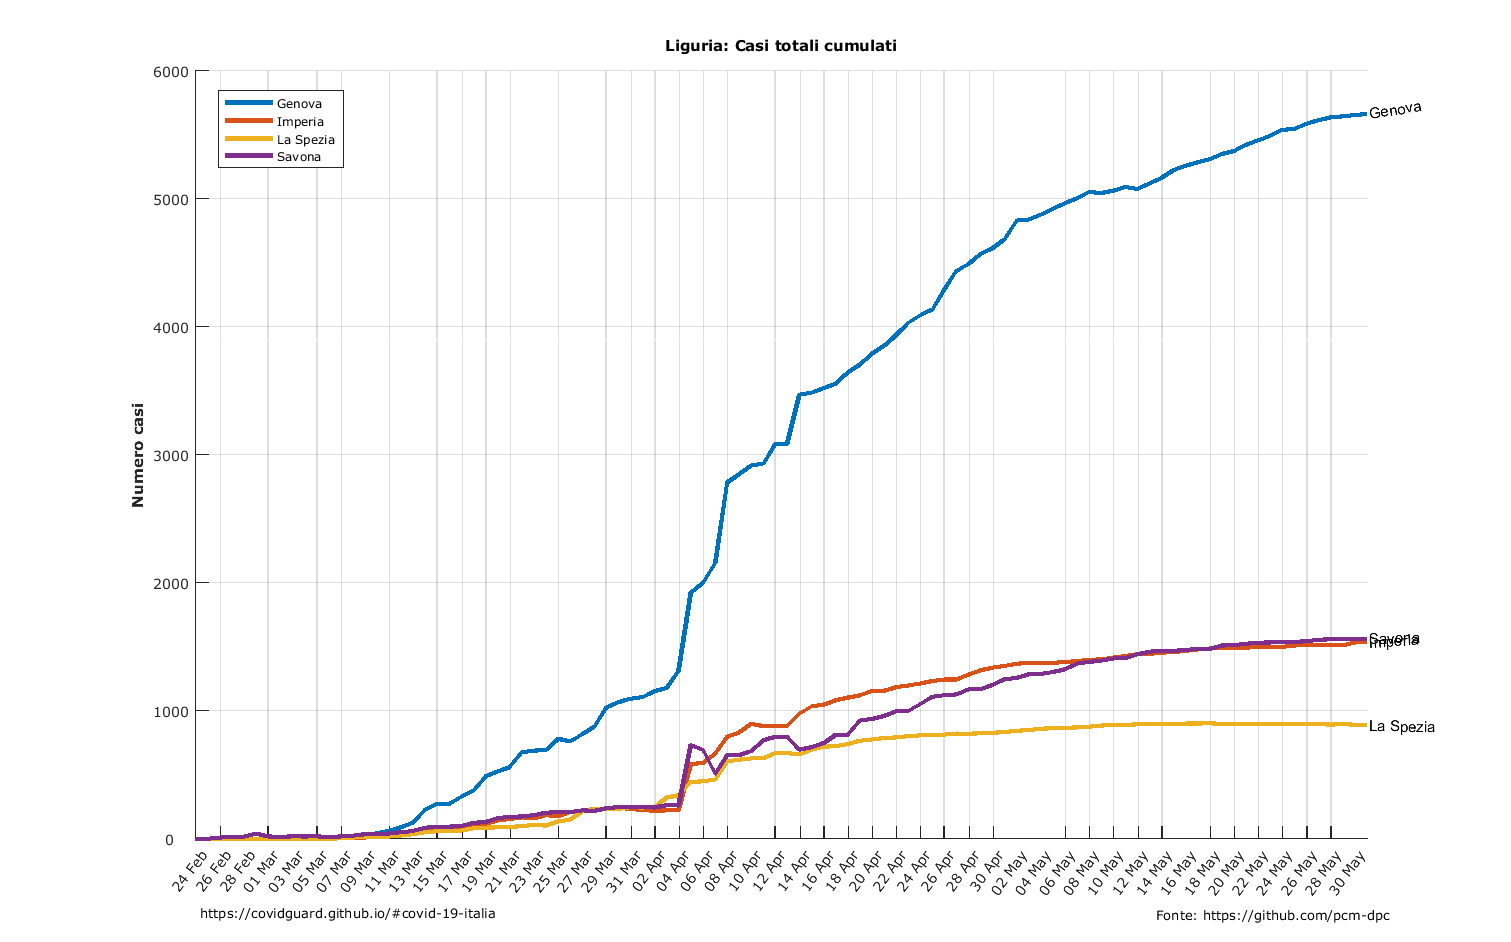 Liguria: Casi totali cumulati
6000
5000
4000
3000
2000
1000
0
Numero casi
Genova
Imperia
La Spezia
Savona
Genova
Savona
Imperia
La Spezia
24 Feb
26 Feb
28 Feb
01 Mar
03 Mar
05 Mar
07 Mar
09 Mar
11 Mar
13 Mar
15 Mar
17 Mar
19 Mar
21 Mar
23 Mar
25 Mar
27 Mar
29 Mar
31 Mar
02 Apr
04 Apr
06 Apr
08 Apr
10 Apr
12 Apr
14 Apr
16 Apr
18 Apr
20 Apr
22 Apr
24 Apr
26 Apr
28 Apr
30 Apr
02 May
04 May
06 May
08 May
10 May
12 May
14 May
16 May
18 May
20 May
22 May
24 May
26 May
28 May
30 May
https://covidguard.github.io/#covid-19-italia
Fonte: https://github.com/pcm-dpc